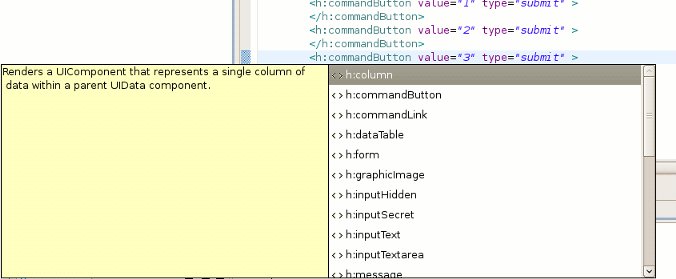 <h:commandButton value="1" type="submit" >
</h:commandButton>
<h:commandButton value="2" type="submit" >
</h:commandButton>
<h:commandButton value="3" type="submit" >
Renders a UIComponent that represents a single column of
data within a parent UIData component.
<> h:column
<> h:commandButton
<> h:commandLink
<> h:dataTable
<> h:form
<> h:graphicImage
<> h:inputHidden
<> h:inputSecret
<> h:inputText
<> h:inputTextarea
<> h:message